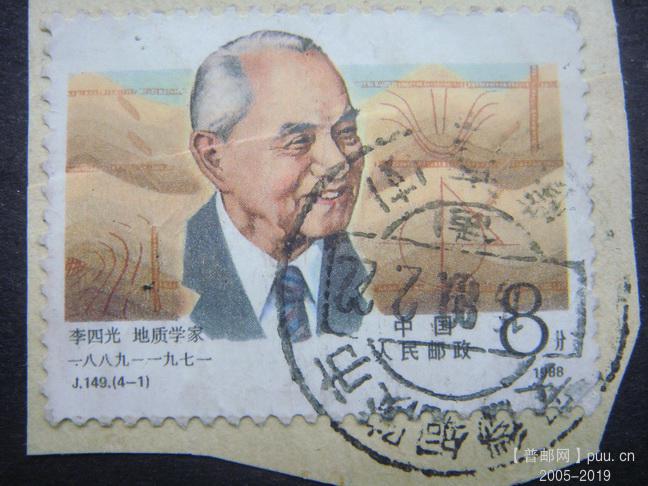 李四光 地质学家
一八八九—一九七一
J.149.(4-1)
中国
人民邮政
8分
1988
【普邮网】puu.cn
2005-2019